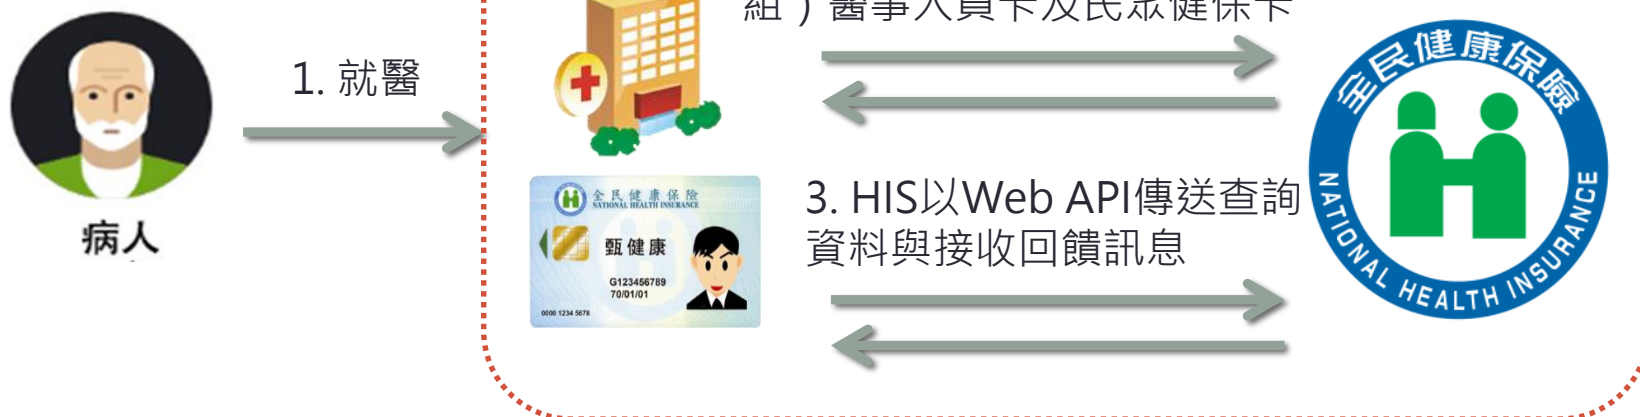 組）醫事人員卡及民眾健保卡
1. 就醫
病人
全民健康保險
NATIONAL HEALTH INSURANCE
甄健康
G123456789
70/01/01
0000 1234 5678
3. HIS以Web API傳送查詢
資料與接收回饋訊息
全民健康保險
NATIONAL HEALTH INSURANCE